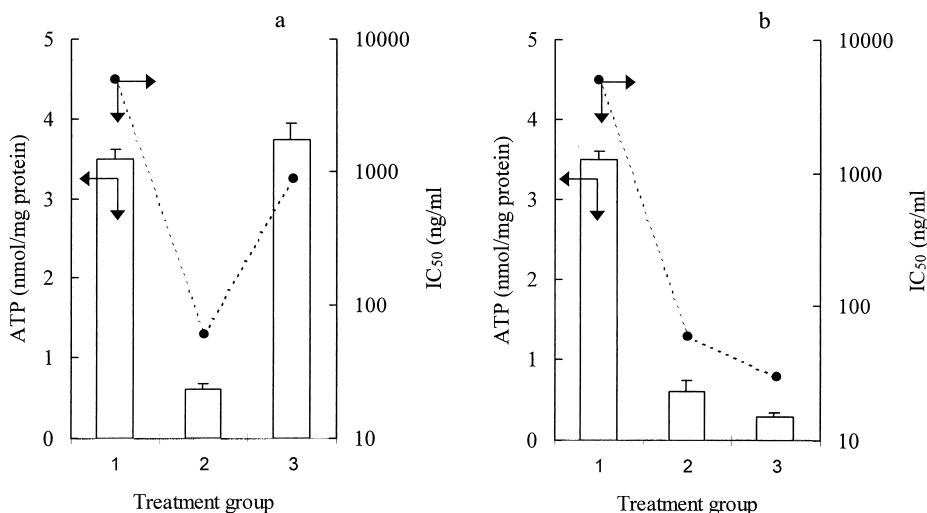 a
5
4
3
2
1
0
ATP (nmol/mg protein)
10000
1000
100
10
IC50 (ng/ml)
1 2 3
Treatment group
b
5
4
3
2
1
0
ATP (nmol/mg protein)
10000
1000
100
10
IC50 (ng/ml)
1 2 3
Treatment group